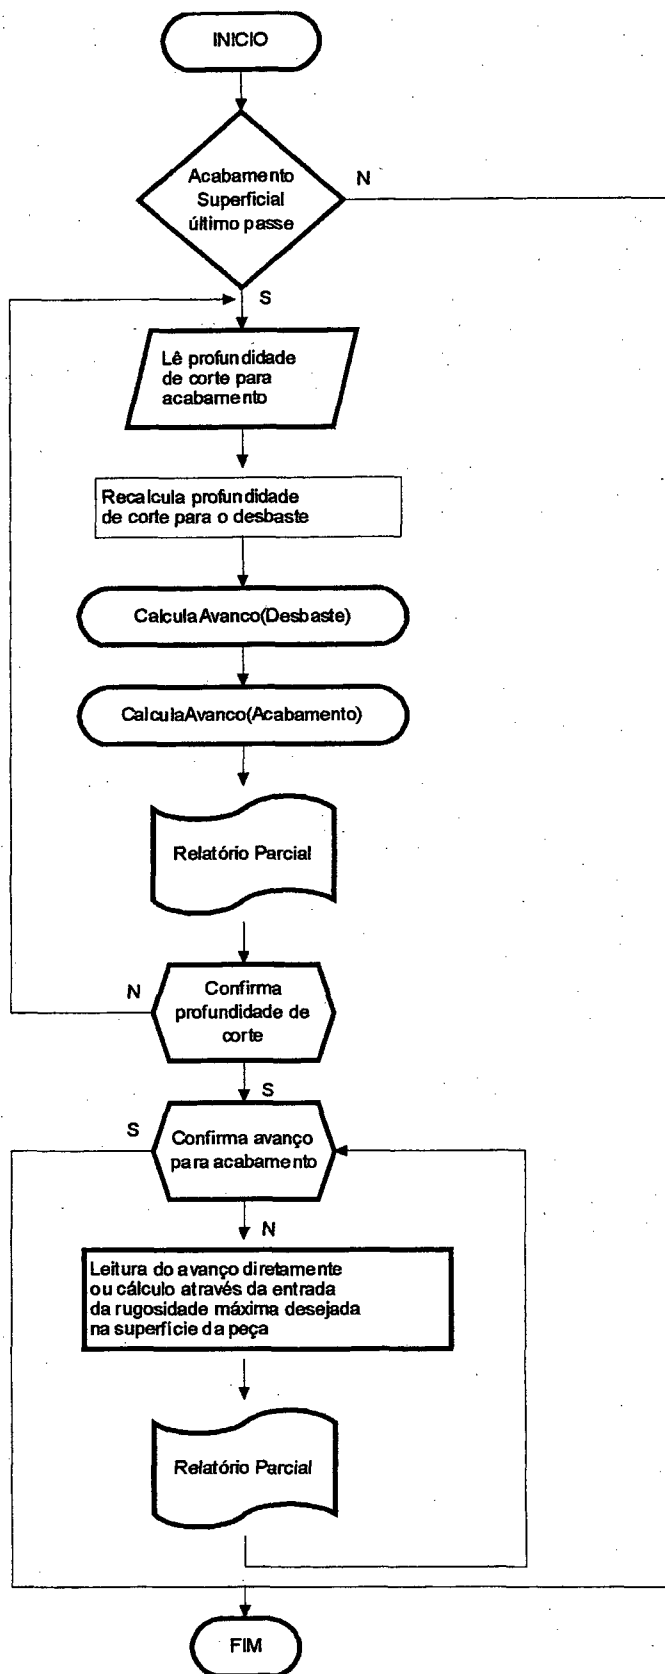 INICIO
Acabamento
Superficial
último passe
N
S
Lê profundidade
de corte para
acabamento
Recalcula profundidade
de corte para o desbaste
CalculaAvanco(Desbaste)
CalculaAvanco(Acabamento)
Relatório Parcial
N
Confirma
profundidade de
corte
S
S
Confirma avanço
para acabamento
N
Leitura do avanço diretamente
ou cálculo através da entrada
da rugosidade máxima desejada
na superfície da peça
Relatório Parcial
FIM